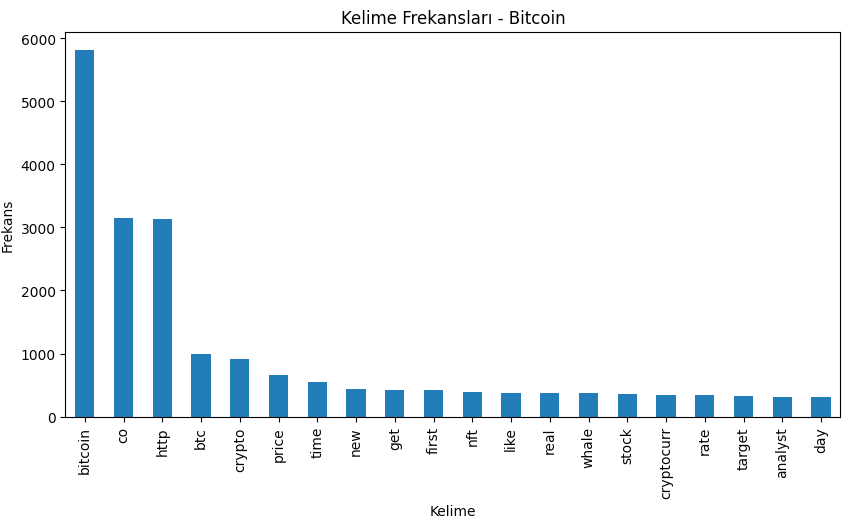 Kelime Frekansları - Bitcoin
Frekans
6000
5000
4000
3000
2000
1000
0
bitcoin
co
http
btc
crypto
price
time
new
get
first
nft
like
real
whale
stock
cryptocurr
rate
target
analyst
day
Kelime